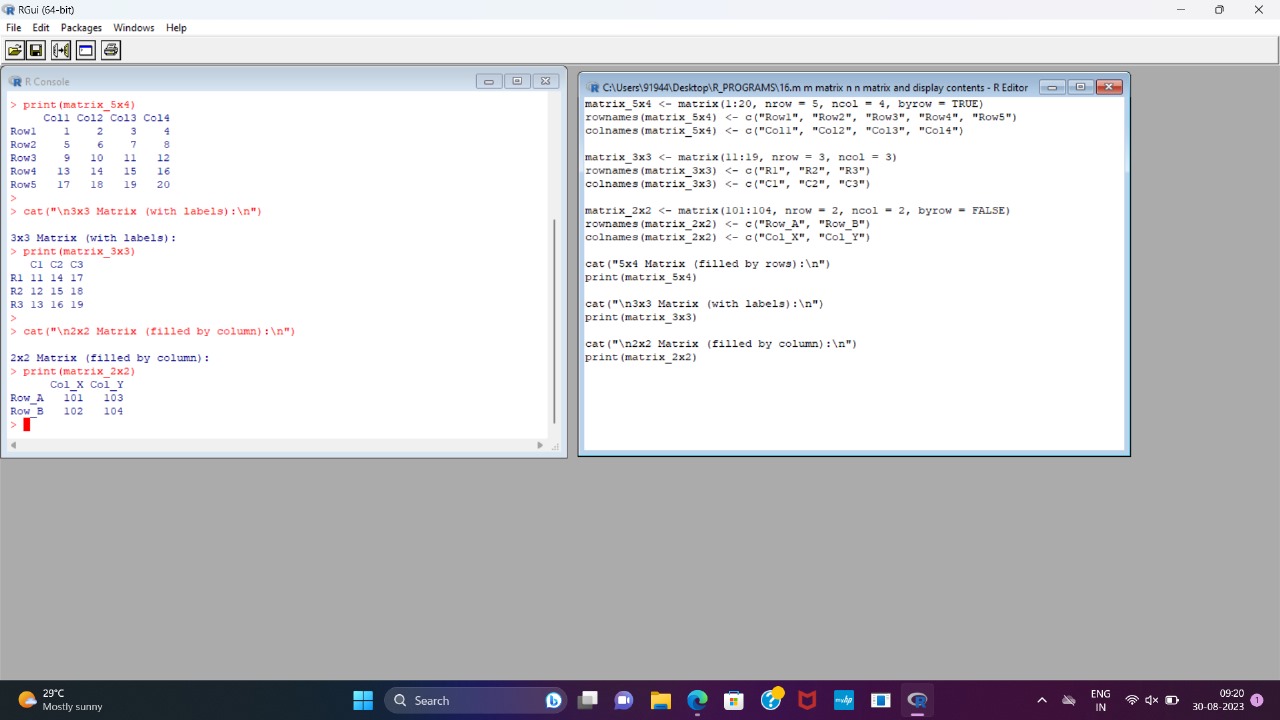 RGui (64-bit)
File Edit Packages Windows Help
R Console
> print(matrix_5x4)
     Col1 Col2 Col3 Col4
Row1    1    2    3    4
Row2    5    6    7    8
Row3    9   10   11   12
Row4   13   14   15   16
Row5   17   18   19   20
>
> cat("\n3x3 Matrix (with labels):\n")
3x3 Matrix (with labels):
> print(matrix_3x3)
   C1 C2 C3
R1 11 14 17
R2 12 15 18
R3 13 16 19
>
> cat("\n2x2 Matrix (filled by column):\n")
2x2 Matrix (filled by column):
> print(matrix_2x2)
      Col_X Col_Y
Row_A   101   103
Row_B   102   104
>
C:\Users\91944\Desktop\R_PROGRAMS\16.m m matrix n n matrix and display contents - R Editor
matrix_5x4 <- matrix(1:20, nrow = 5, ncol = 4, byrow = TRUE)
rownames(matrix_5x4) <- c("Row1", "Row2", "Row3", "Row4", "Row5")
colnames(matrix_5x4) <- c("Col1", "Col2", "Col3", "Col4")
matrix_3x3 <- matrix(11:19, nrow = 3, ncol = 3)
rownames(matrix_3x3) <- c("R1", "R2", "R3")
colnames(matrix_3x3) <- c("C1", "C2", "C3")
matrix_2x2 <- matrix(101:104, nrow = 2, ncol = 2, byrow = FALSE)
rownames(matrix_2x2) <- c("Row_A", "Row_B")
colnames(matrix_2x2) <- c("Col_X", "Col_Y")
cat("5x4 Matrix (filled by rows):\n")
print(matrix_5x4)
cat("\n3x3 Matrix (with labels):\n")
print(matrix_3x3)
cat("\n2x2 Matrix (filled by column):\n")
print(matrix_2x2)
29°C
Mostly sunny
Search
myhp
ENG
IN
09:20
30-08-2023
1